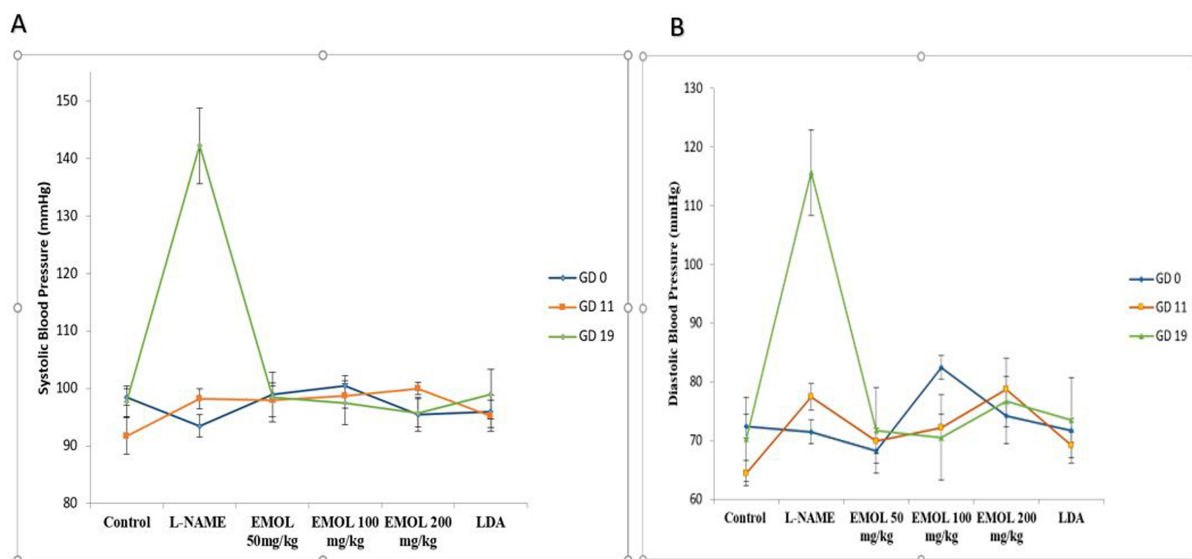 A
Systolic Blood Pressure (mmHg)
150
140
130
120
110
100
90
80
Control
L-NAME
EMOL
50mg/kg
EMOL 100
mg/kg
EMOL 200
mg/kg
LDA
GD 0
GD 11
GD 19
B
Diastolic Blood Pressure (mmHg)
130
120
110
100
90
80
70
60
Control
L-NAME
EMOL 50
mg/kg
EMOL 100
mg/kg
EMOL 200
mg/kg
LDA
GD 0
GD 11
GD 19